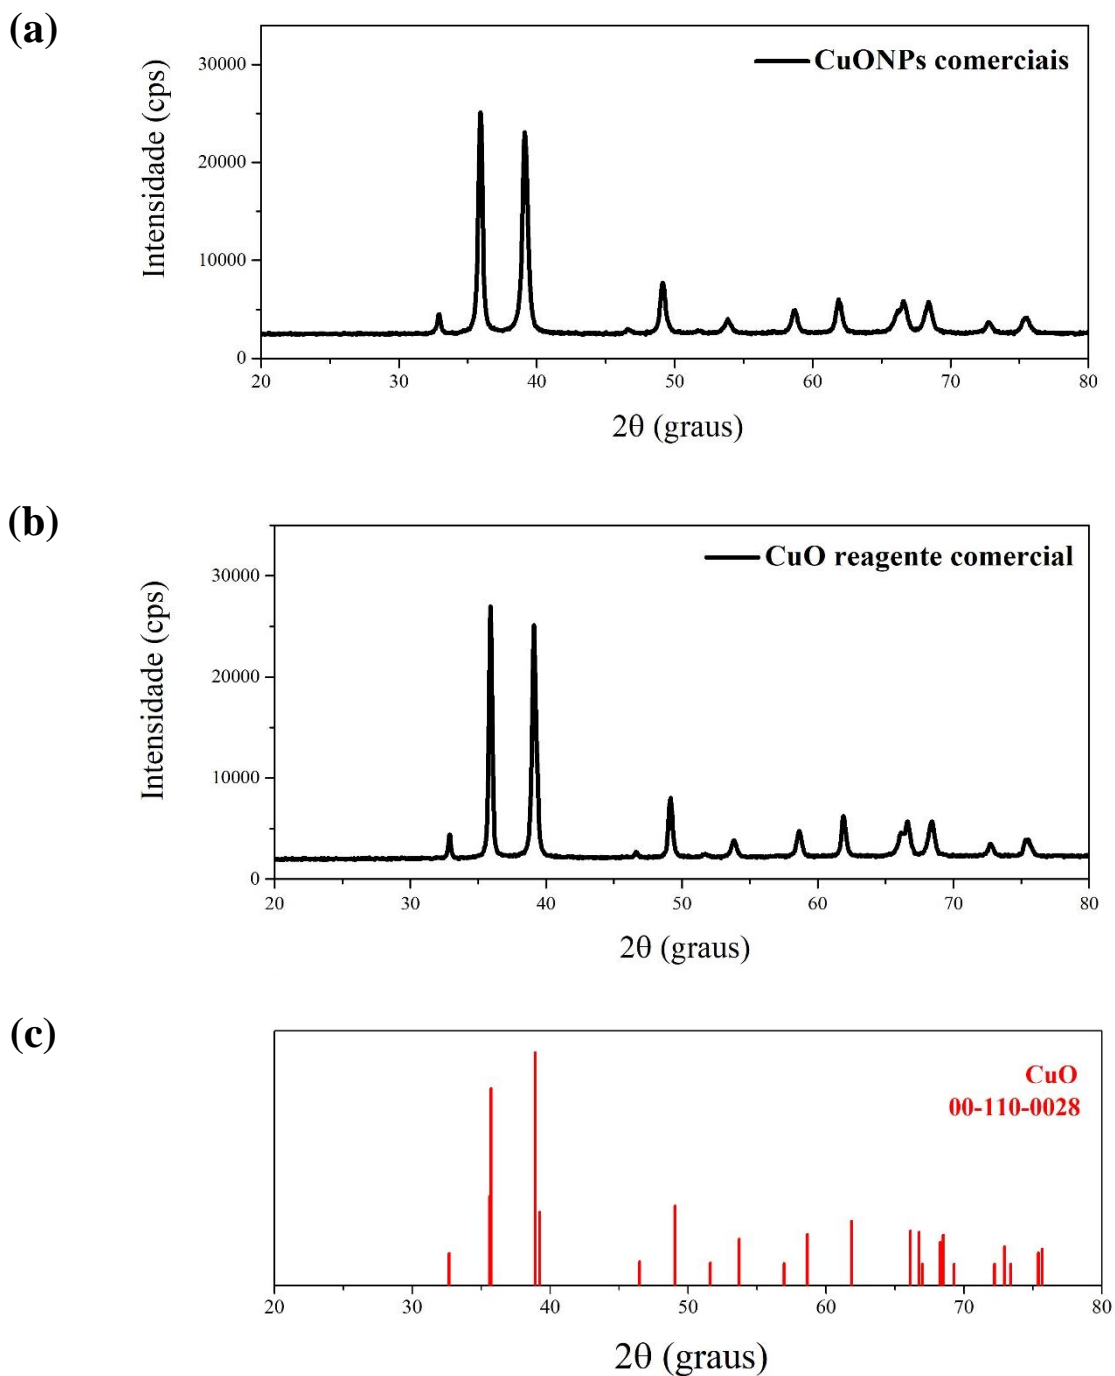 (a)
CuONPs comerciais
Intensidade (cps)
30000
20000
10000
0
20 30 40 50 60 70 80
2θ (graus)
(b)
CuO reagente comercial
Intensidade (cps)
30000
20000
10000
0
20 30 40 50 60 70 80
2θ (graus)
(c)
CuO
00-110-0028
20 30 40 50 60 70 80
2θ (graus)